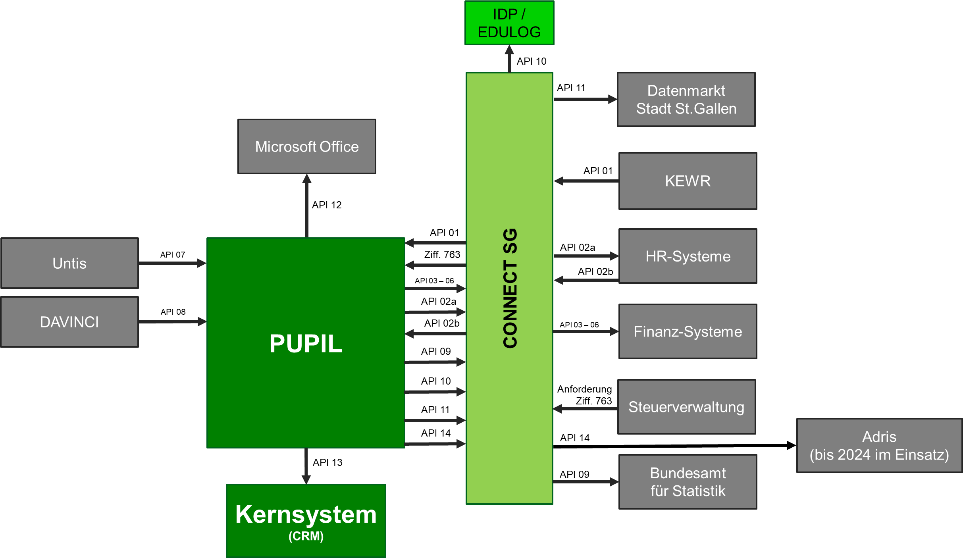 IDP /
EDULOG
API 10
API 11
Datenmarkt
Stadt St.Gallen
Microsoft Office
API 01
KEWR
API 12
API 01
Ziff. 763
API 03 – 06
API 02a
API 02b
API 09
API 10
API 11
API 14
Untis
API 07
DAVINCI
API 08
PUPIL
CONNECT SG
API 02a
API 02b
HR-Systeme
API 03 – 06
Finanz-Systeme
Anforderung
Ziff. 763
Steuerverwaltung
API 14
Adris
(bis 2024 im Einsatz)
API 09
Bundesamt
für Statistik
API 13
Kernsystem
(CRM)